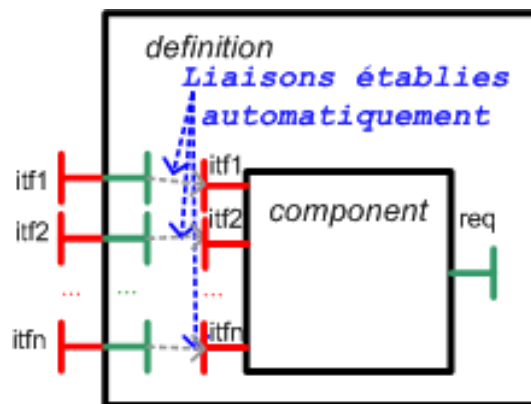 definition
Liaisons établies
automatiquement
itf1
itf1
itf2
itf2
component
req
... ... ...
itfn
itfn